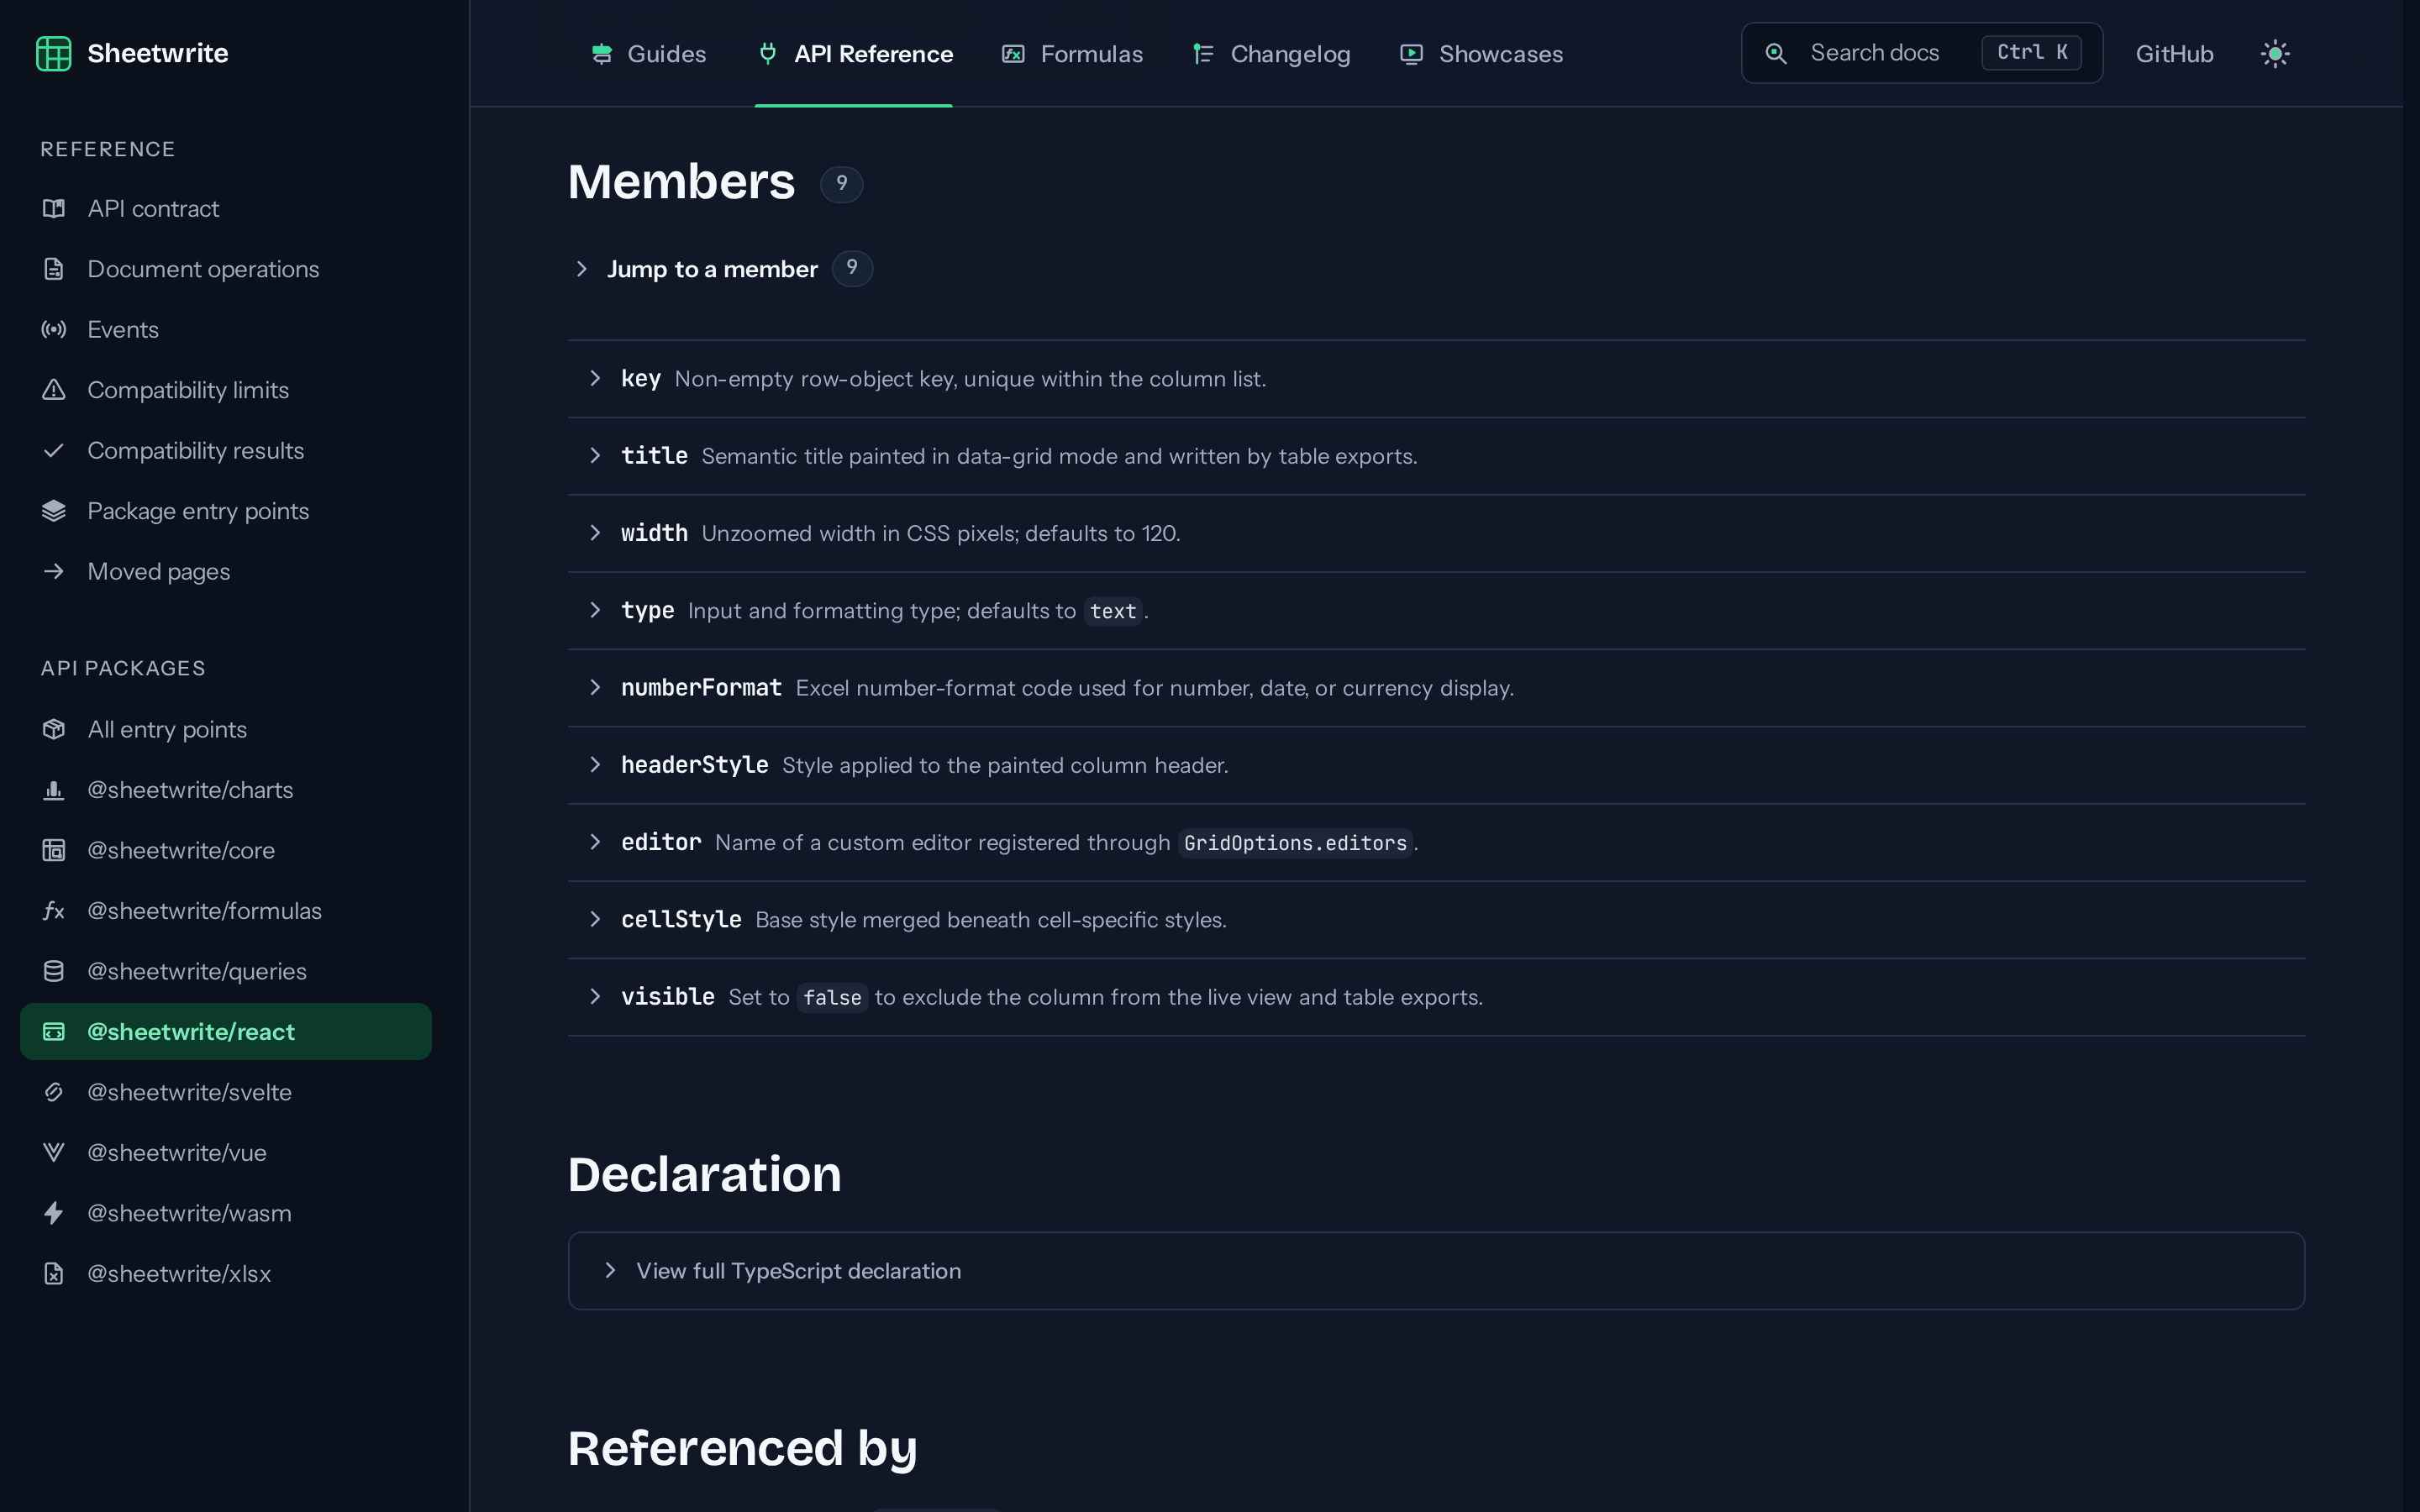 Sheetwrite
REFERENCE
API contract
Document operations
Events
Compatibility limits
Compatibility results
Package entry points
Moved pages
API PACKAGES
All entry points
@sheetwrite/charts
@sheetwrite/core
@sheetwrite/formulas
@sheetwrite/queries
@sheetwrite/react
@sheetwrite/svelte
@sheetwrite/vue
@sheetwrite/wasm
@sheetwrite/xlsx
Guides API Reference Formulas Changelog Showcases Search docs Ctrl K GitHub
Members 9
Jump to a member 9
key Non-empty row-object key, unique within the column list.
title Semantic title painted in data-grid mode and written by table exports.
width Unzoomed width in CSS pixels; defaults to 120.
type Input and formatting type; defaults to text.
numberFormat Excel number-format code used for number, date, or currency display.
headerStyle Style applied to the painted column header.
editor Name of a custom editor registered through GridOptions.editors.
cellStyle Base style merged beneath cell-specific styles.
visible Set to false to exclude the column from the live view and table exports.
Declaration
View full TypeScript declaration
Referenced by